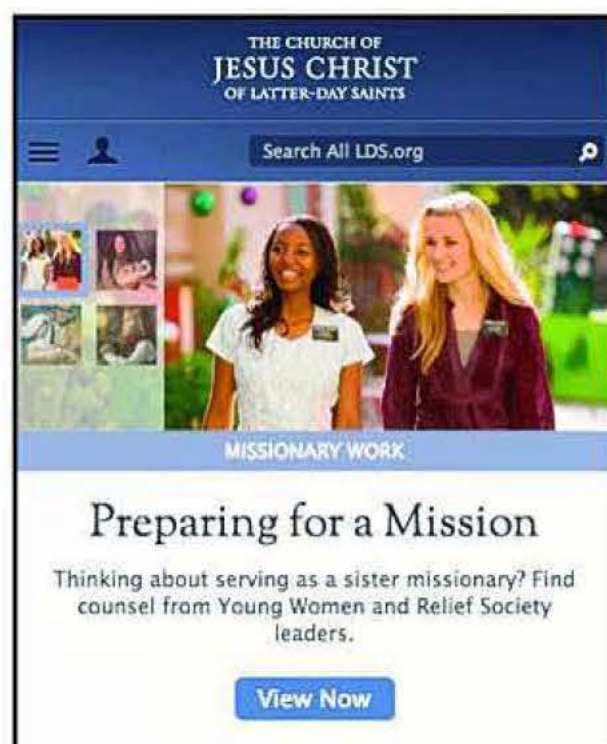 THE CHURCH OF
JESUS CHRIST
OF LATTER-DAY SAINTS
Search All LDS.org
MISSIONARY WORK
Preparing for a Mission
Thinking about serving as a sister missionary? Find
counsel from Young Women and Relief Society
leaders.
View Now